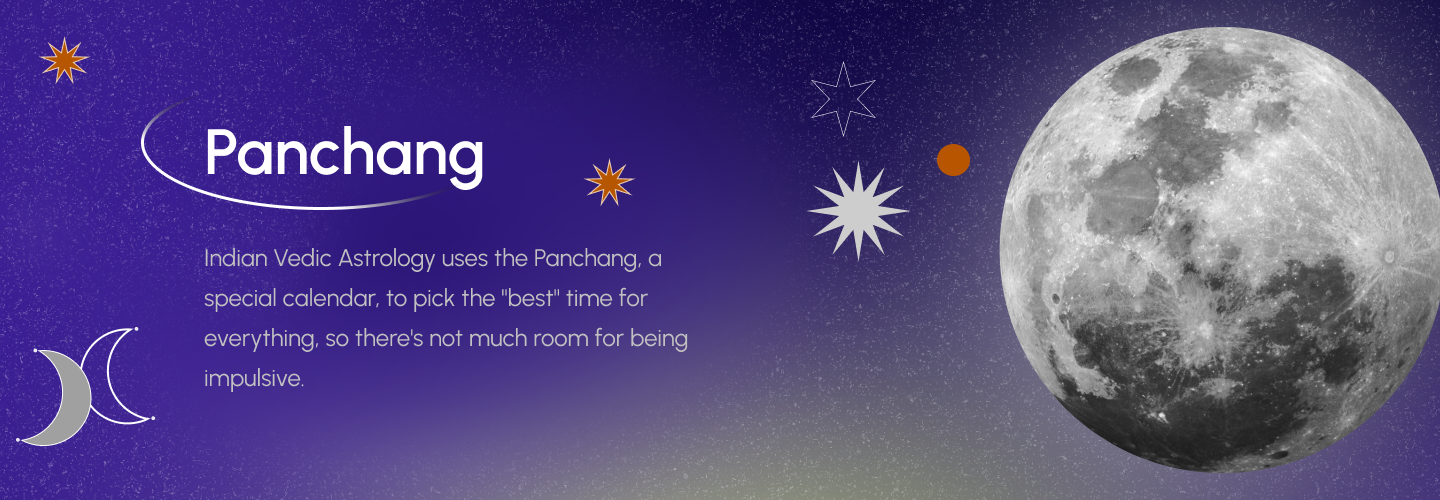 Panchang
Indian Vedic Astrology uses the Panchang, a
special calendar, to pick the "best" time for
everything, so there's not much room for being
impulsive.